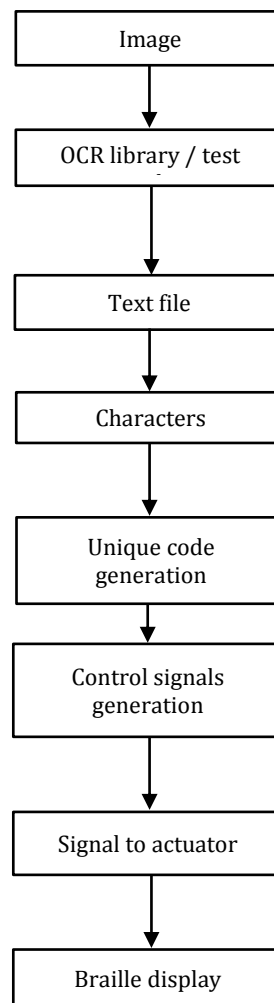 Image
OCR library / test
Text file
Characters
Unique code
generation
Control signals
generation
Signal to actuator
Braille display